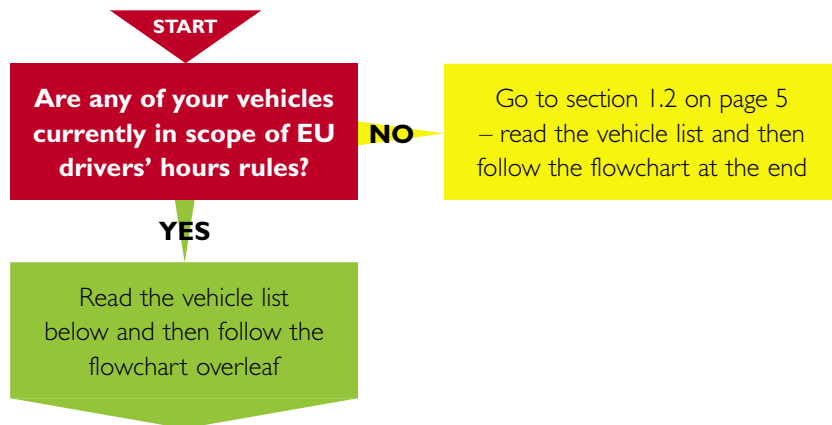 START
Are any of your vehicles
currently in scope of EU
drivers’ hours rules?
NO
Go to section 1.2 on page 5
– read the vehicle list and then
follow the flowchart at the end
YES
Read the vehicle list
below and then follow the
flowchart overleaf